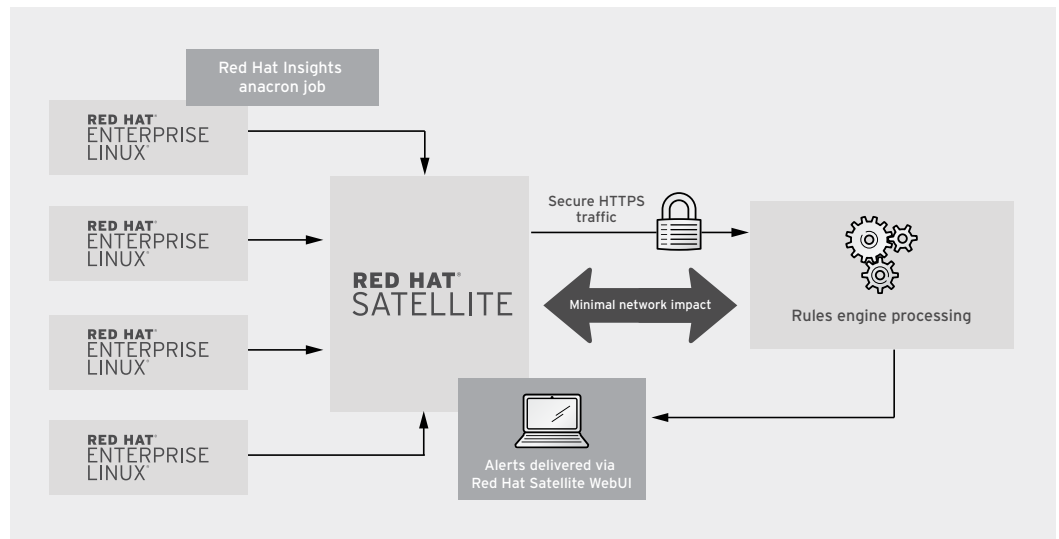 Red Hat Insights
anacron job
RED HAT®
ENTERPRISE
LINUX®
RED HAT®
ENTERPRISE
LINUX®
RED HAT®
ENTERPRISE
LINUX®
RED HAT®
ENTERPRISE
LINUX®
RED HAT®
SATELLITE
Secure HTTPS
traffic
Minimal network impact
Rules engine processing
Alerts delivered via
Red Hat Satellite WebUI